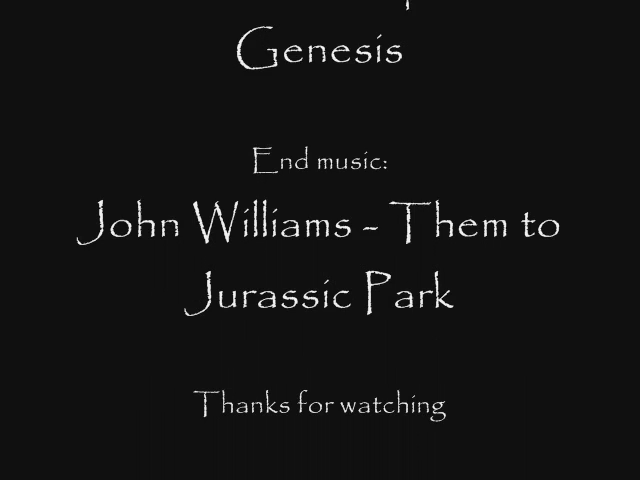 Genesis
End music:
John Williams - Them to
Jurassic Park
Thanks for watching